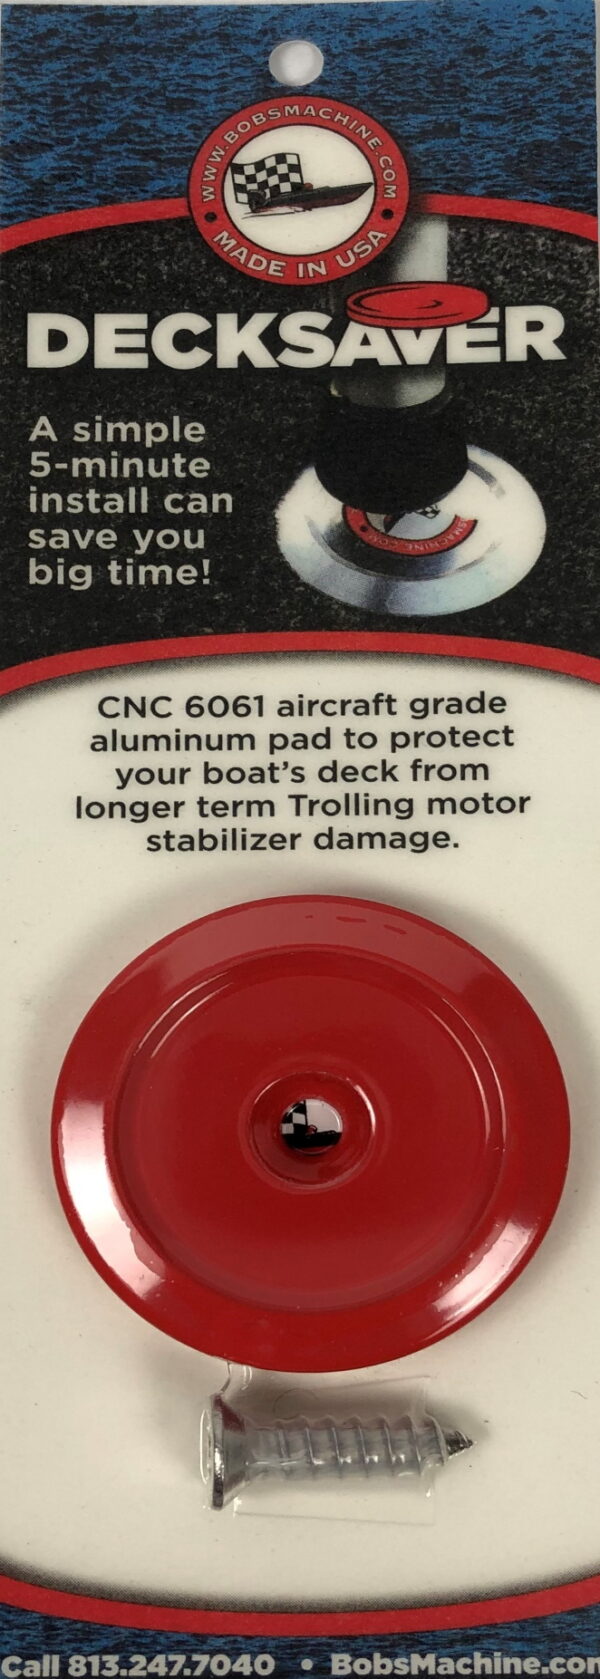 WWW.BOBSMACHINE.COM
MADE IN USA
DECKSAVER
A simple
5-minute
install can
save you
big time!
CNC 6061 aircraft grade
aluminum pad to protect
your boat's deck from
longer term Trolling motor
stabilizer damage.
Call 813.247.7040 • BobsMachine.com